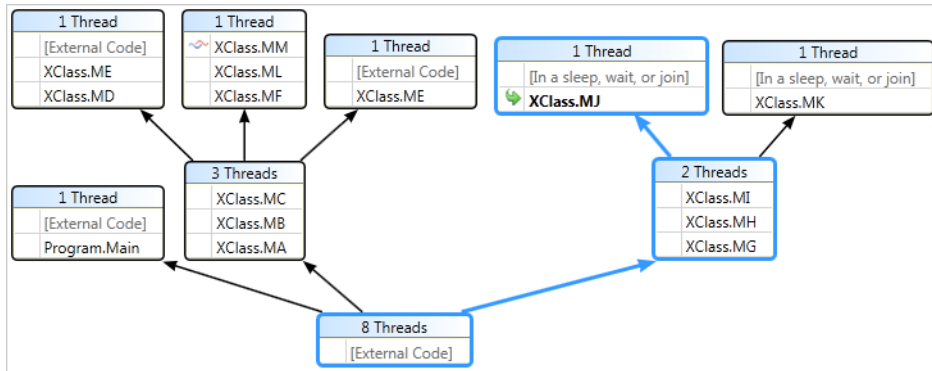 1 Thread
[External Code]
XClass.ME
XClass.MD
1 Thread
XClass.MM
XClass.ML
XClass.MF
1 Thread
[External Code]
XClass.ME
1 Thread
[In a sleep, wait, or join]
XClass.MJ
1 Thread
[In a sleep, wait, or join]
XClass.MK
3 Threads
XClass.MC
XClass.MB
XClass.MA
2 Threads
XClass.MI
XClass.MH
XClass.MG
1 Thread
[External Code]
Program.Main
8 Threads
[External Code]